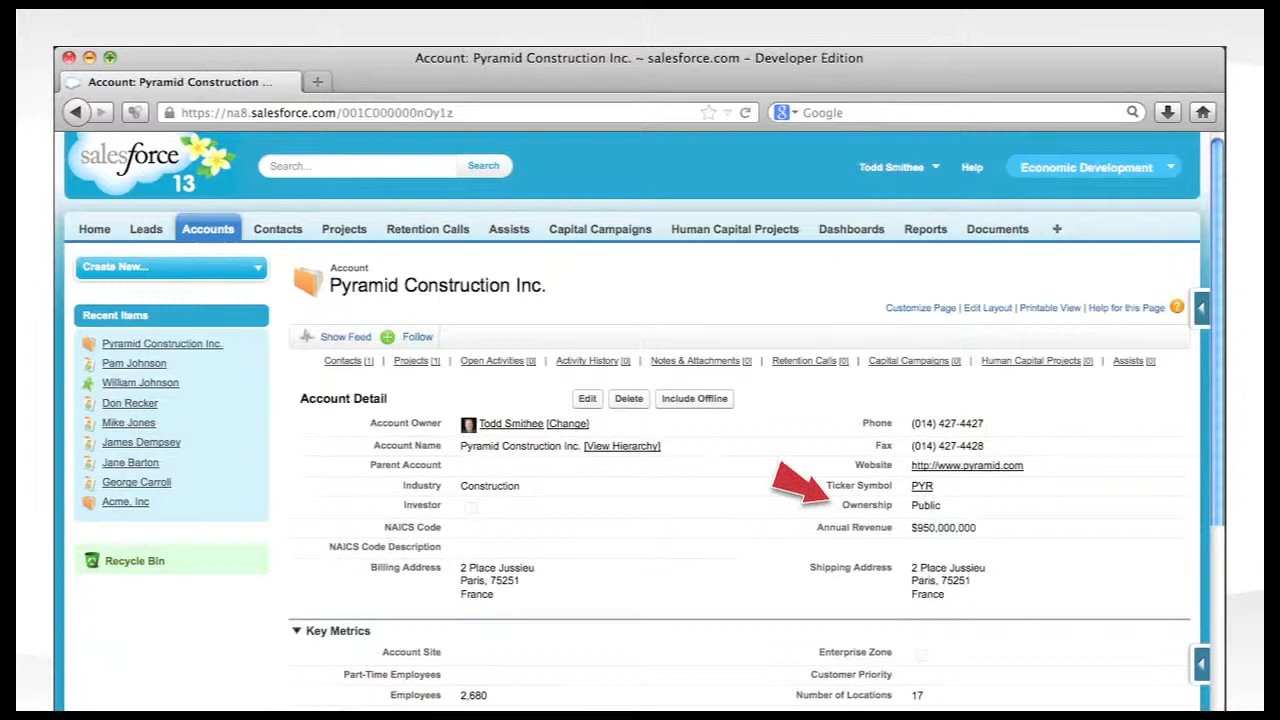 Account: Pyramid Construction Inc. ~ salesforce.com – Developer Edition
Account: Pyramid Construction ...
https://na8.salesforce.com/001C000000nOy1z
Google
salesforce
13
Search...
Search
Todd Smithee
Help
Economic Development
Home Leads Accounts Contacts Projects Retention Calls Assists Capital Campaigns Human Capital Projects Dashboards Reports Documents +
Create New...
Recent Items
Pyramid Construction Inc.
Pam Johnson
William Johnson
Don Recker
Mike Jones
James Dempsey
Jane Barton
George Carroll
Acme, Inc
Recycle Bin
Account
Pyramid Construction Inc.
Customize Page | Edit Layout | Printable View | Help for this Page ?
Show Feed Follow
Contacts [1] | Projects [1] | Open Activities [0] | Activity History [0] | Notes & Attachments [0] | Retention Calls [0] | Capital Campaigns [0] | Human Capital Projects [0] | Assists [0]
Account Detail Edit Delete Include Offline
Account Owner Todd Smithee [Change] Phone (014) 427-4427
Account Name Pyramid Construction Inc. [View Hierarchy] Fax (014) 427-4428
Parent Account Website http://www.pyramid.com
Industry Construction Ticker Symbol PYR
Investor Ownership Public
NAICS Code Annual Revenue $950,000,000
NAICS Code Description
Billing Address 2 Place Jussieu Shipping Address 2 Place Jussieu
Paris, 75251 Paris, 75251
France France
Key Metrics
Account Site Enterprise Zone
Part-Time Employees Customer Priority
Employees 2,680 Number of Locations 17